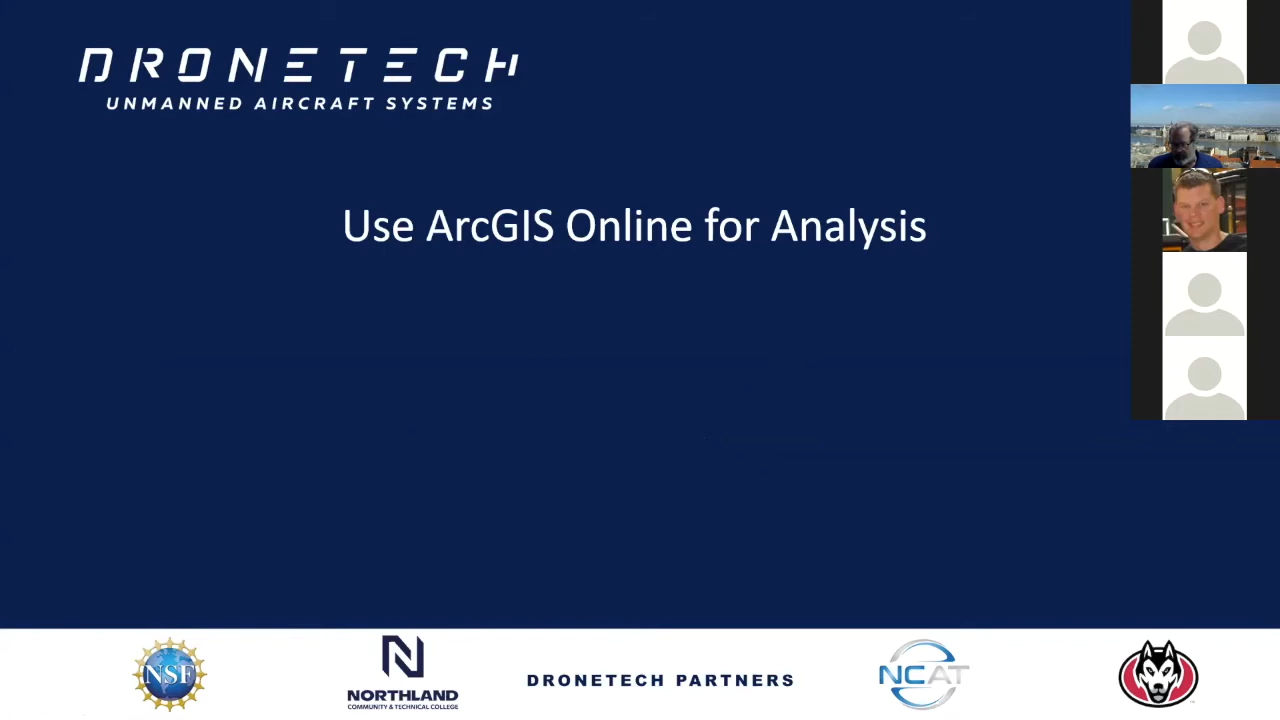 DRONETECH
UNMANNED AIRCRAFT SYSTEMS
Use ArcGIS Online for Analysis
NSF
NORTHLAND
COMMUNITY & TECHNICAL COLLEGE
DRONETECH PARTNERS
NCAT